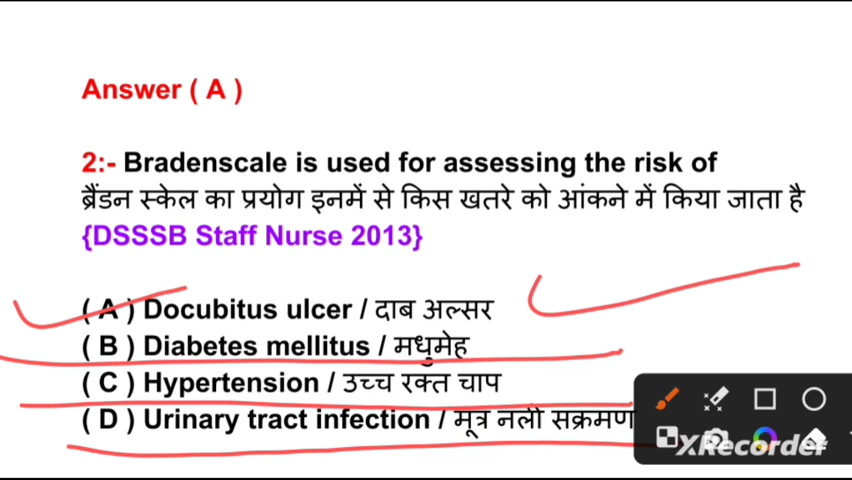 Answer ( A )
2:- Bradenscale is used for assessing the risk of
ब्रैंडन स्केल का प्रयोग इनमें से किस खतरे को आंकने में किया जाता है
{DSSSB Staff Nurse 2013}
( A ) Docubitus ulcer / दाब अल्सर
( B ) Diabetes mellitus / मधुमेह
( C ) Hypertension / उच्च रक्त चाप
( D ) Urinary tract infection / मूत्र नली सक्रमण
XRecorder